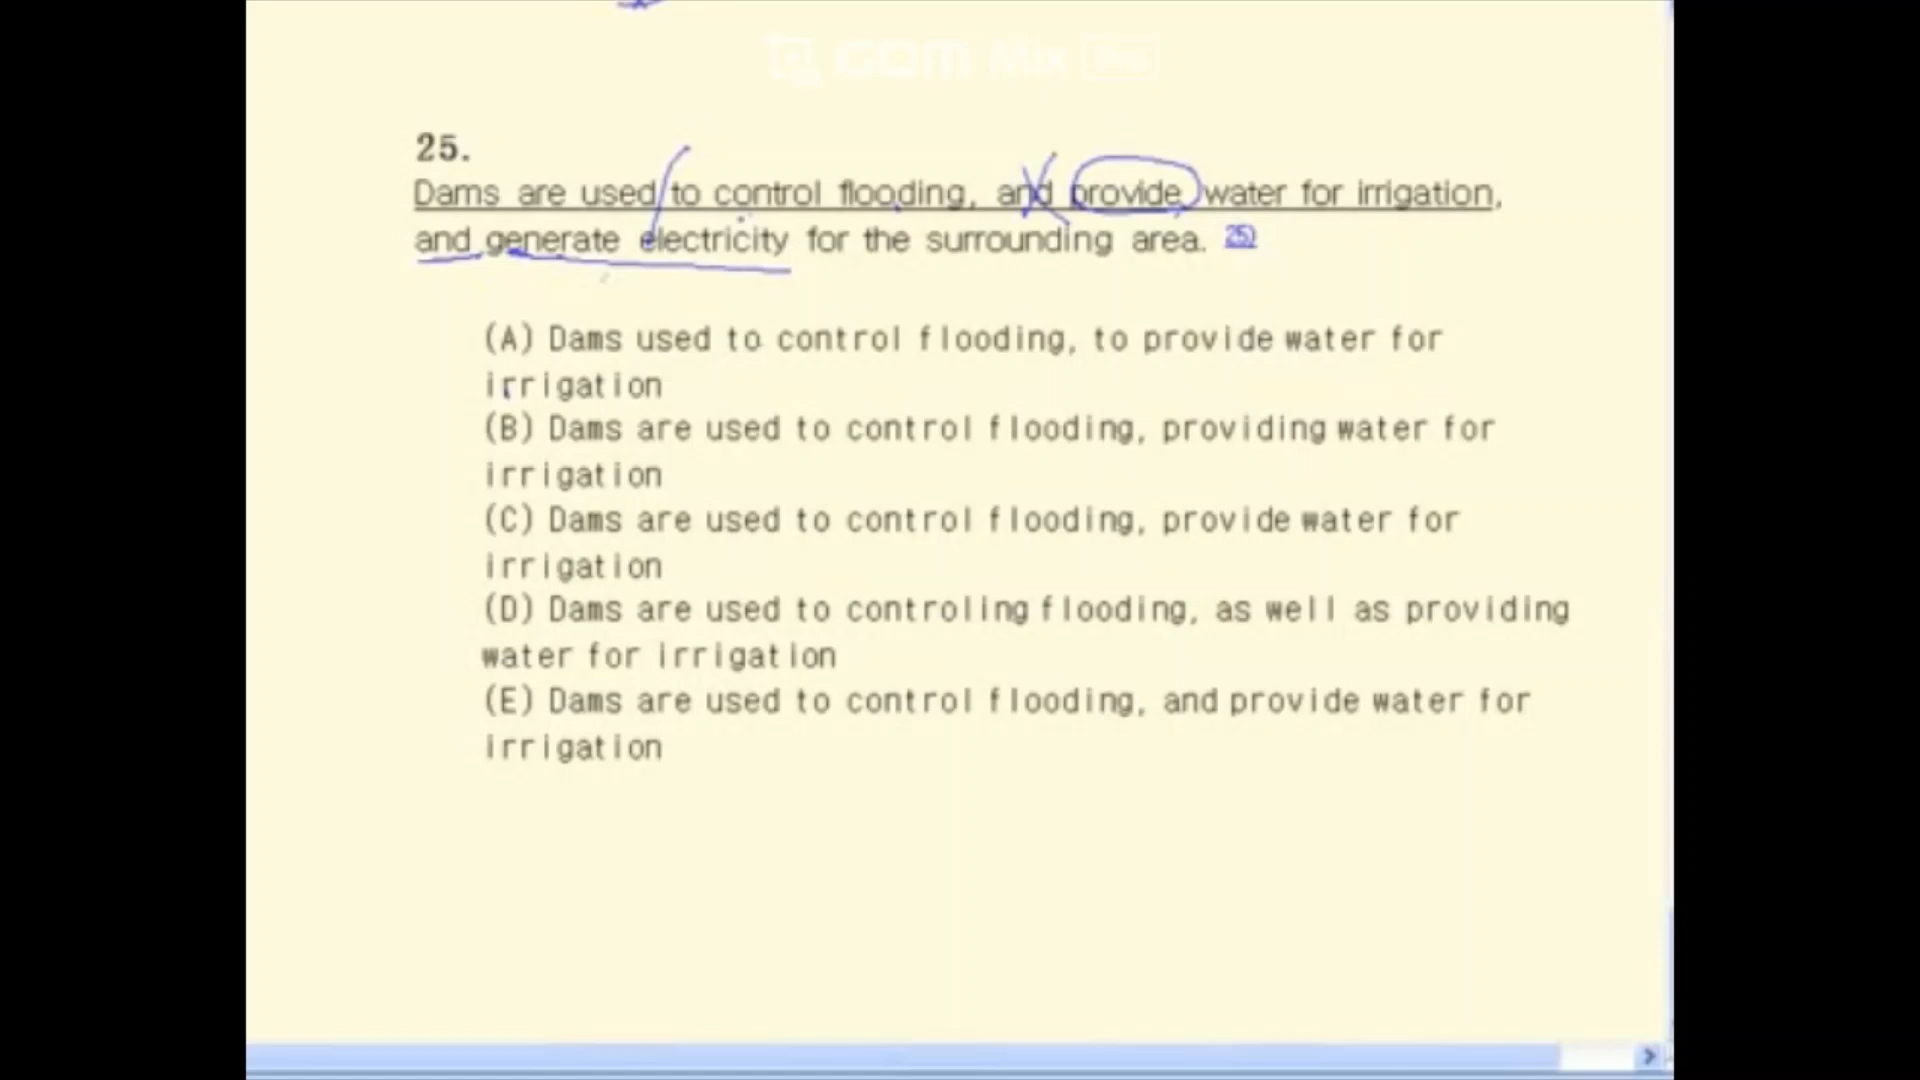 GOM Mix Pro
25.
Dams are used to control flooding, and provide water for irrigation,
and generate electricity for the surrounding area. 25)
(A) Dams used to control flooding, to provide water for
irrigation
(B) Dams are used to control flooding, providing water for
irrigation
(C) Dams are used to control flooding, provide water for
irrigation
(D) Dams are used to controling flooding, as well as providing
water for irrigation
(E) Dams are used to control flooding, and provide water for
irrigation